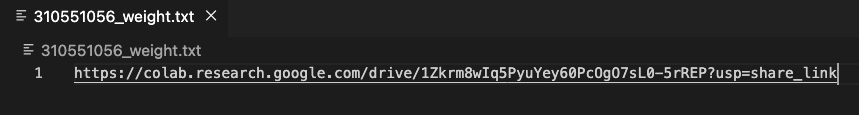 310551056_weight.txt
310551056_weight.txt
1 https://colab.research.google.com/drive/1Zkrm8wIq5PyuYey60PcOgO7sL0-5rREP?usp=share_link